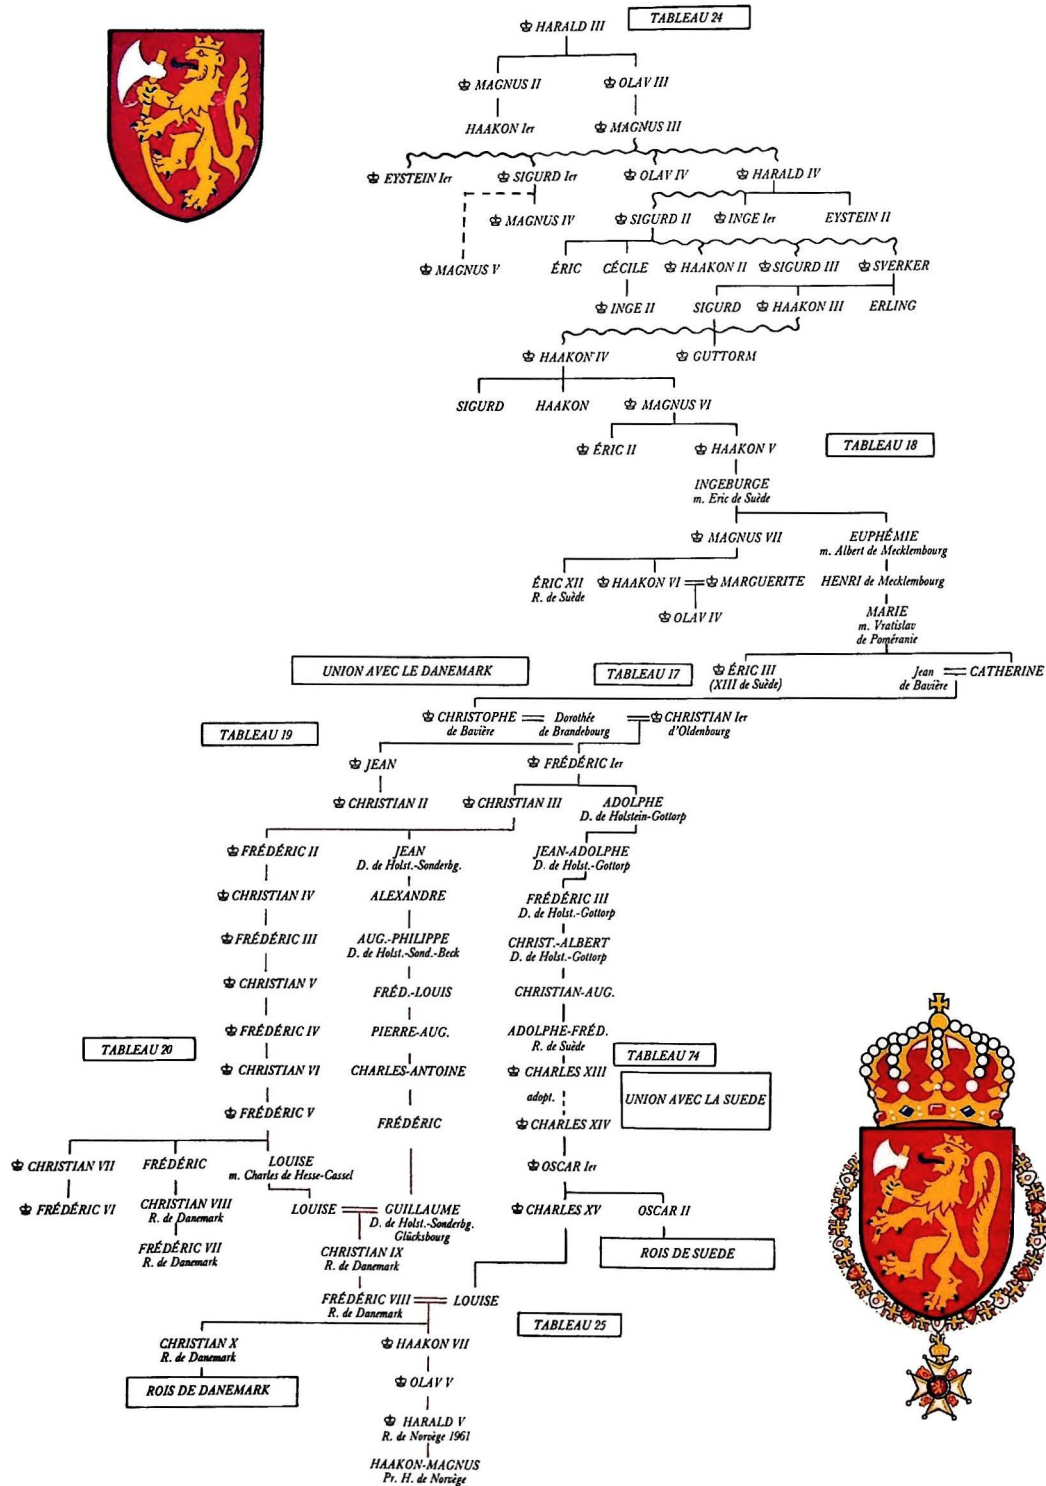 HARALD III
TABLEAU 24
MAGNUS II
OLAV III
HAAKON Ier
MAGNUS III
EYSTEIN Ier
SIGURD Ier
OLAV IV
HARALD IV
MAGNUS IV
SIGURD II
INGE Ier
EYSTEIN II
MAGNUS V
ÉRIC
CÉCILE
HAAKON II
SIGURD III
SVERKER
INGE II
SIGURD
HAAKON III
ERLING
HAAKON IV
GUTTORM
SIGURD
HAAKON
MAGNUS VI
ÉRIC II
HAAKON V
TABLEAU 18
INGEBURGE
m. Eric de Suède
MAGNUS VII
EUPHÉMIE
m. Albert de Mecklembourg
ÉRIC XII
R. de Suède
HAAKON VI
MARGUERITE
HENRI de Mecklembourg
OLAV IV
MARIE
m. Vratislav
de Poméranie
UNION AVEC LE DANEMARK
TABLEAU 17
ÉRIC III
(XIII de Suède)
Jean
de Bavière
CATHERINE
TABLEAU 19
CHRISTOPHE
de Bavière
Dorothée
de Brandebourg
CHRISTIAN Ier
d'Oldenbourg
JEAN
FRÉDÉRIC Ier
CHRISTIAN II
CHRISTIAN III
ADOLPHE
D. de Holstein-Gottorp
FRÉDÉRIC II
JEAN
D. de Holst.-Sonderbg.
JEAN-ADOLPHE
D. de Holst.-Gottorp
CHRISTIAN IV
ALEXANDRE
FRÉDÉRIC III
D. de Holst.-Gottorp
FRÉDÉRIC III
AUG.-PHILIPPE
D. de Holst.-Sond.-Beck
CHRIST.-ALBERT
D. de Holst.-Gottorp
CHRISTIAN V
FRÉD.-LOUIS
CHRISTIAN-AUG.
FRÉDÉRIC IV
PIERRE-AUG.
ADOLPHE-FRÉD.
R. de Suède
TABLEAU 20
TABLEAU 74
CHRISTIAN VI
CHARLES-ANTOINE
CHARLES XIII
adopt.
UNION AVEC LA SUEDE
FRÉDÉRIC V
FRÉDÉRIC
CHARLES XIV
CHRISTIAN VII
FRÉDÉRIC
LOUISE
m. Charles de Hesse-Cassel
OSCAR Ier
FRÉDÉRIC VI
CHRISTIAN VIII
R. de Danemark
LOUISE
GUILLAUME
D. de Holst.-Sonderbg.
Glücksbourg
CHARLES XV
OSCAR II
FRÉDÉRIC VII
R. de Danemark
CHRISTIAN IX
R. de Danemark
ROIS DE SUEDE
FRÉDÉRIC VIII
R. de Danemark
LOUISE
TABLEAU 25
CHRISTIAN X
R. de Danemark
HAAKON VII
ROIS DE DANEMARK
OLAV V
HARALD V
R. de Norvège 1961
HAAKON-MAGNUS
Pr. H. de Norvège